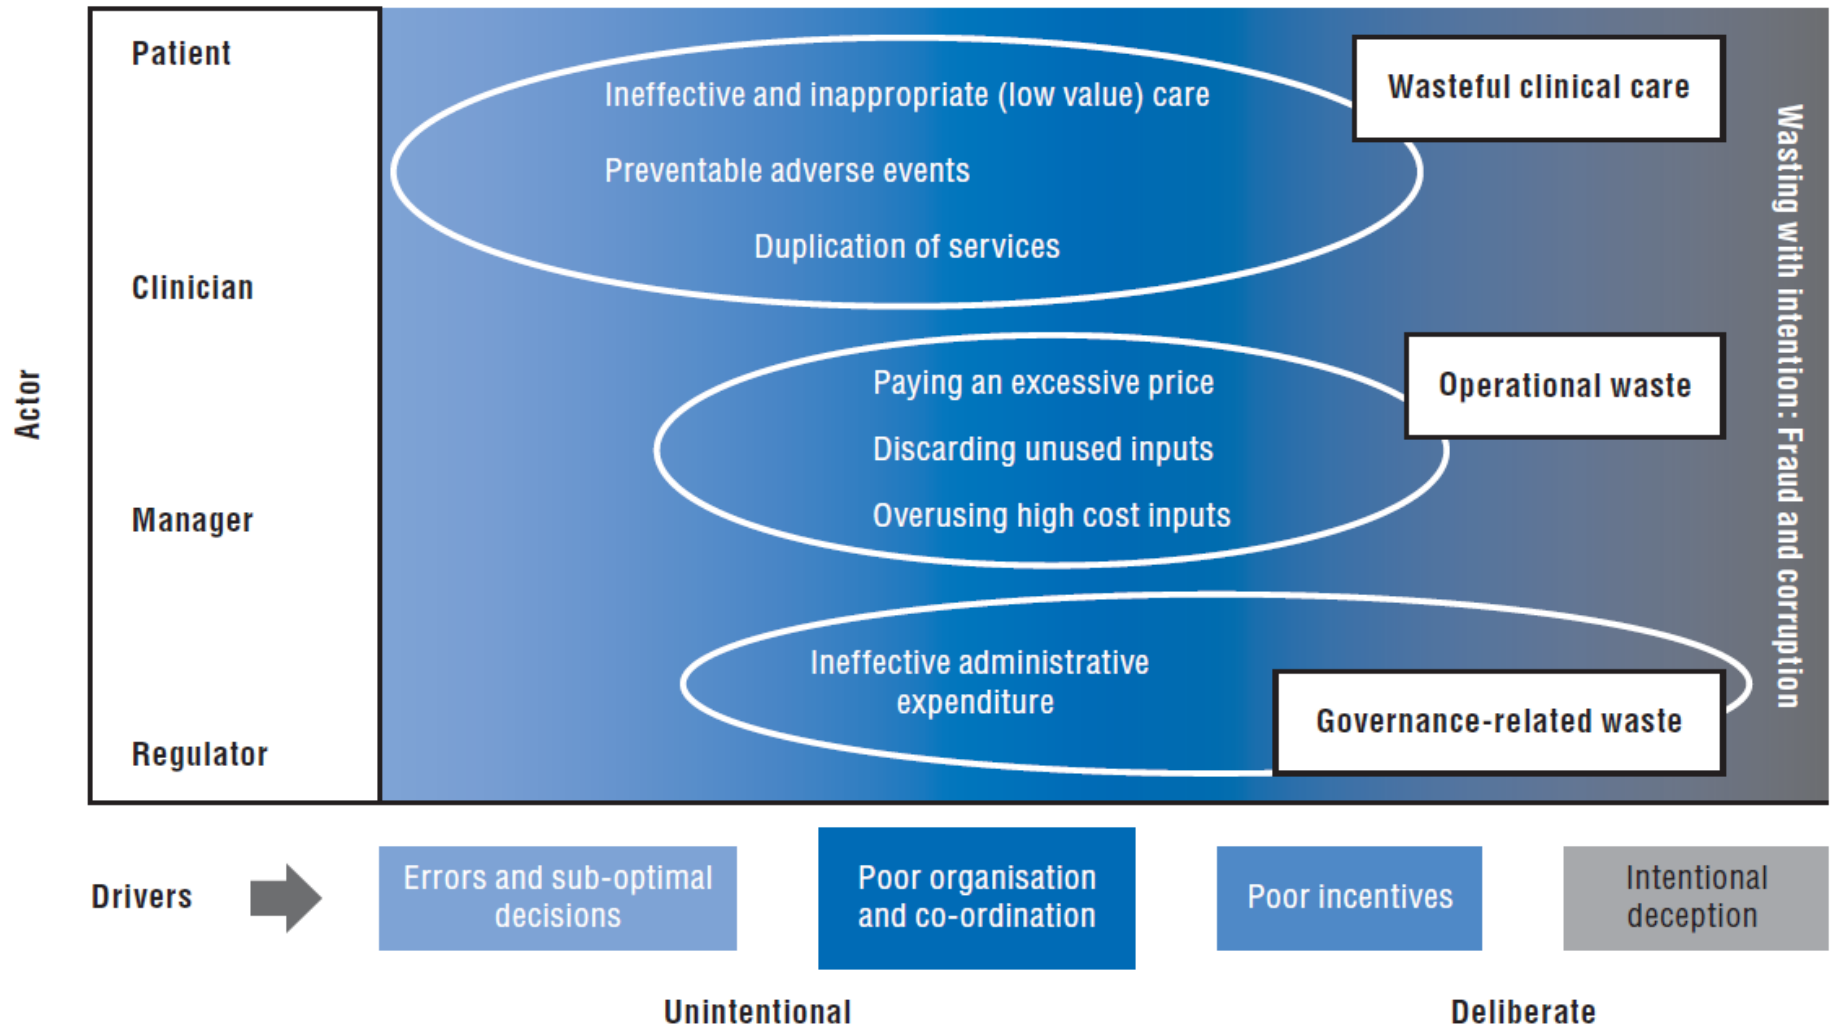 Actor
Patient
Clinician
Manager
Regulator
Ineffective and inappropriate (low value) care
Preventable adverse events
Duplication of services
Wasteful clinical care
Paying an excessive price
Discarding unused inputs
Overusing high cost inputs
Operational waste
Ineffective administrative
expenditure
Governance-related waste
Wasting with intention: Fraud and corruption
Drivers
Errors and sub-optimal
decisions
Poor organisation
and co-ordination
Poor incentives
Intentional
deception
Unintentional
Deliberate